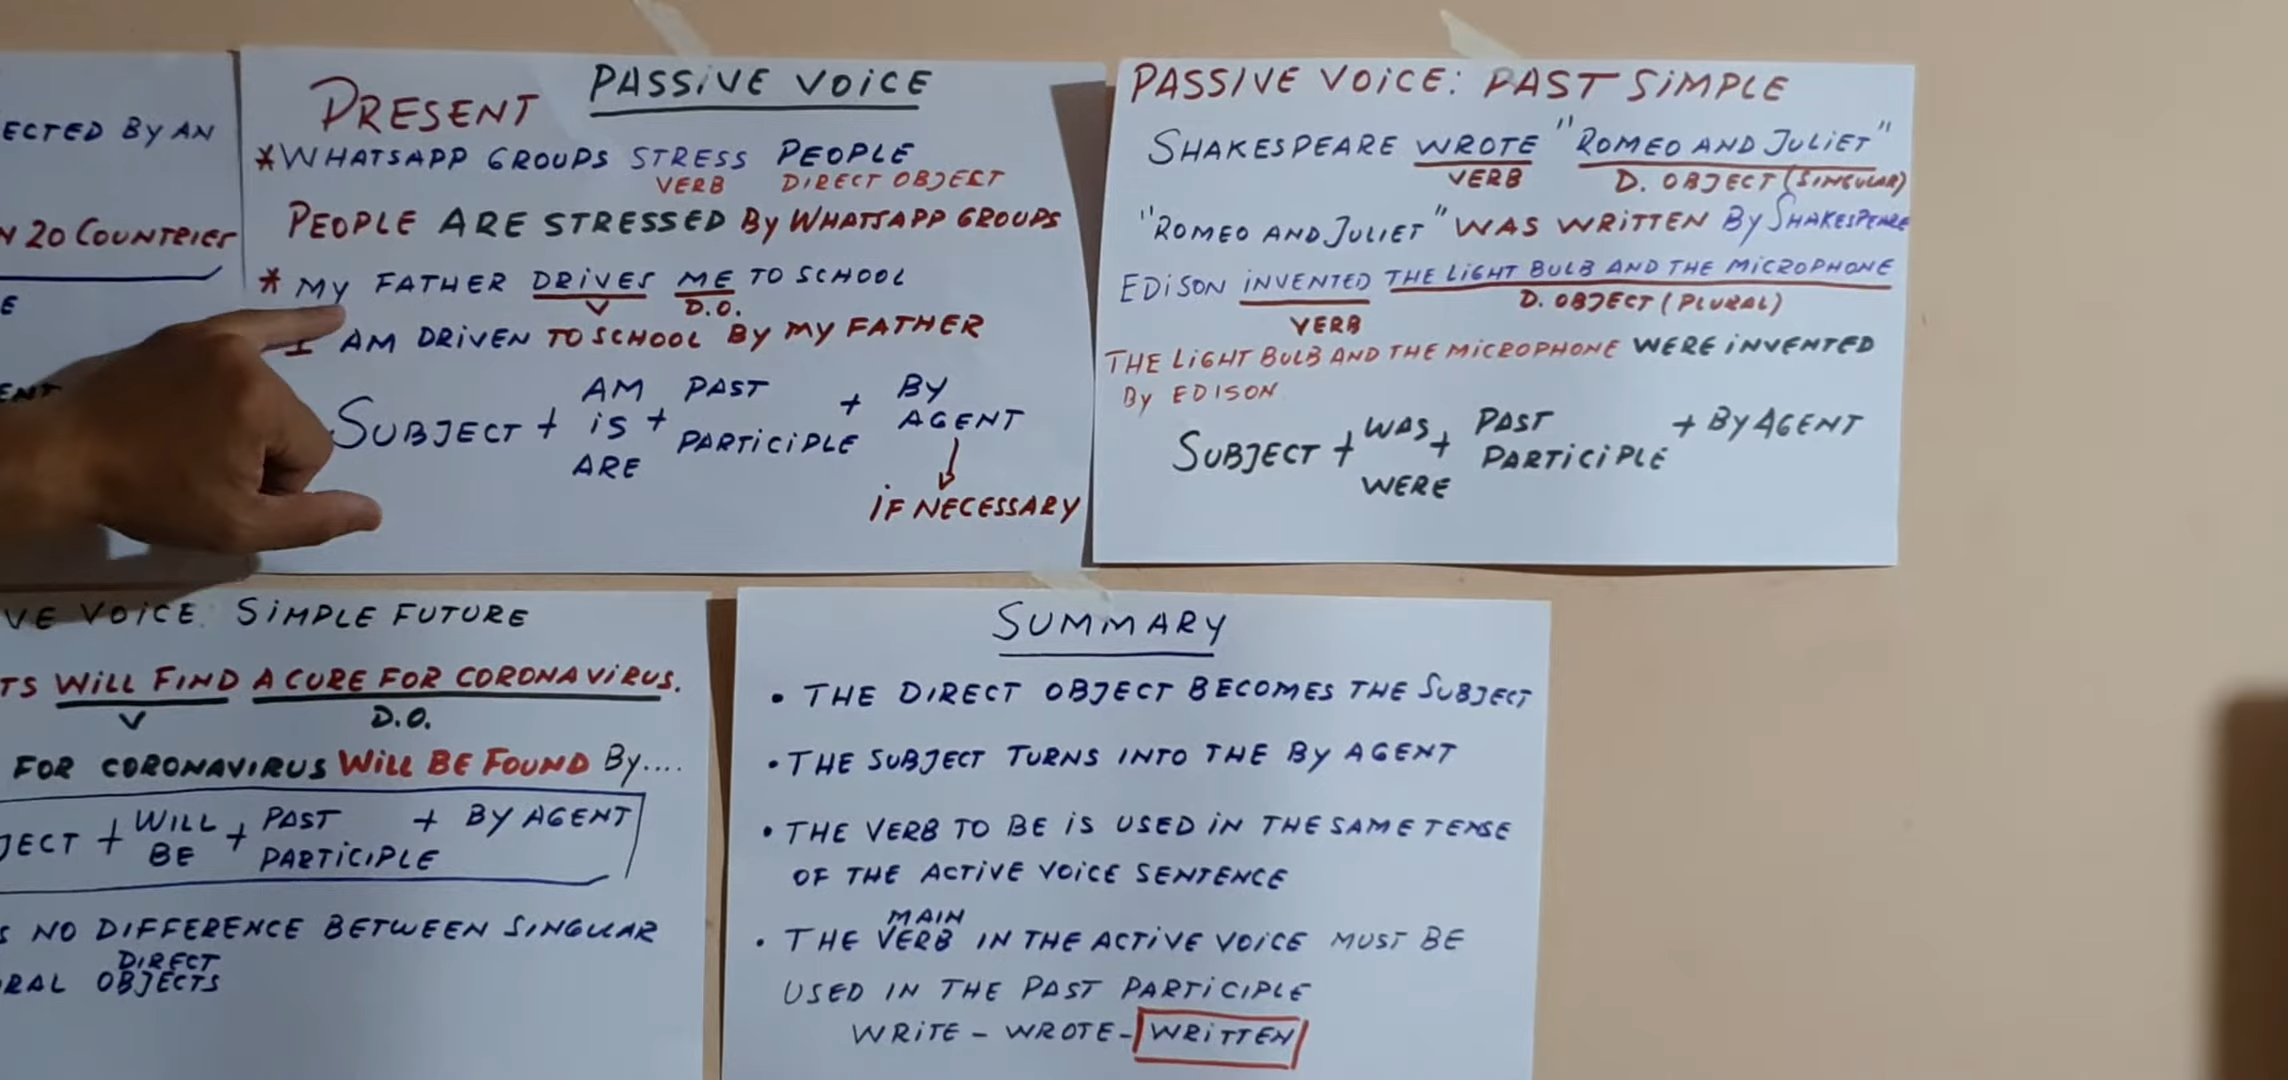 ECTED BY AN
N 20 COUNTRIES
E
ENT
PASSIVE VOICE
PRESENT
*WHATSAPP GROUPS STRESS PEOPLE
VERB DIRECT OBJECT
PEOPLE ARE STRESSED By WHATSAPP GROUPS
* My FATHER DRIVES ME TO SCHOOL
V D.O.
I AM DRIVEN TO SCHOOL By My FATHER
AM PAST By
SUBJECT + IS + PARTICIPLE + AGENT
ARE
IF NECESSARY
PASSIVE VOICE: PAST SIMPLE
SHAKESPEARE WROTE "ROMEO AND JULIET"
VERB D. OBJECT (SINGULAR)
"ROMEO AND JULIET" WAS WRITTEN By SHAKESPEARE
EDISON INVENTED THE LIGHT BULB AND THE MICROPHONE
VERB D. OBJECT (PLURAL)
THE LIGHT BULB AND THE MICROPHONE WERE INVENTED
By EDISON
SUBJECT + WAS + PAST + By AGENT
WERE PARTICIPLE
VE VOICE: SIMPLE FUTURE
TS WILL FIND A CURE FOR CORONAVIRUS.
V D.O.
FOR CORONAVIRUS WILL BE FOUND By....
JECT + WILL + PAST + By AGENT
BE PARTICIPLE
S NO DIFFERENCE BETWEEN SINGULAR
DIRECT
RAL OBJECTS
SUMMARY
• THE DIRECT OBJECT BECOMES THE SUBJECT
• THE SUBJECT TURNS INTO THE By AGENT
• THE VERB TO BE IS USED IN THE SAME TENSE
OF THE ACTIVE VOICE SENTENCE
MAIN
• THE VERB IN THE ACTIVE VOICE MUST BE
USED IN THE PAST PARTICIPLE
WRITE - WROTE - WRITTEN